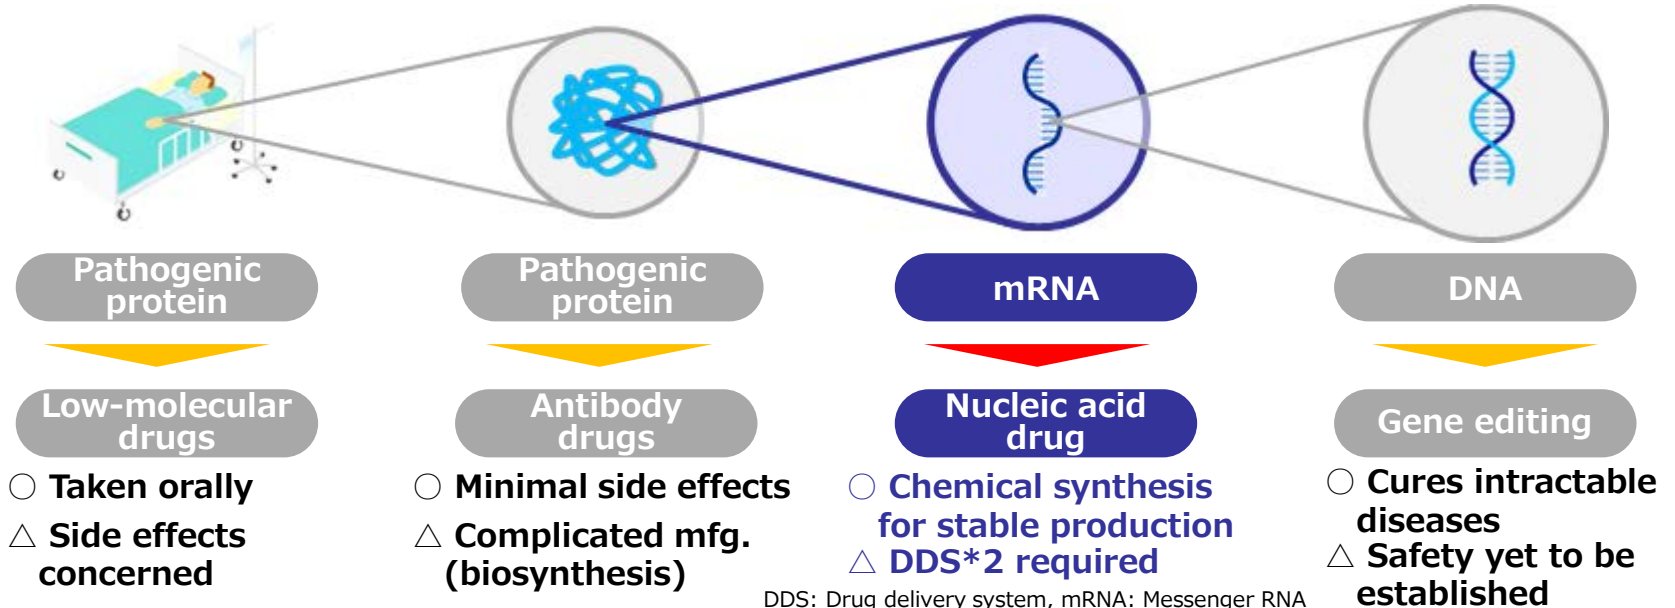 Pathogenic
protein
Pathogenic
protein
mRNA
DNA
Low-molecular
drugs
Antibody
drugs
Nucleic acid
drug
Gene editing
○ Taken orally
△ Side effects
concerned
○ Minimal side effects
△ Complicated mfg.
(biosynthesis)
○ Chemical synthesis
for stable production
△ DDS*2 required
○ Cures intractable
diseases
△ Safety yet to be
established
DDS: Drug delivery system, mRNA: Messenger RNA